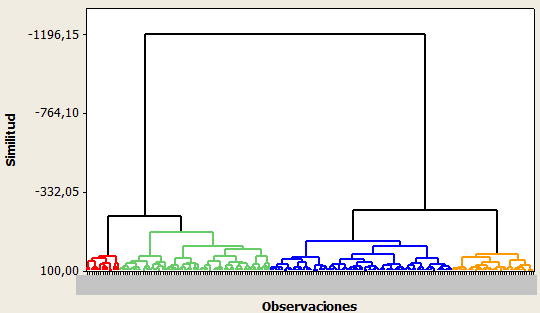 -1196,15
-764,10
Similitud
-332,05
100,00
Observaciones